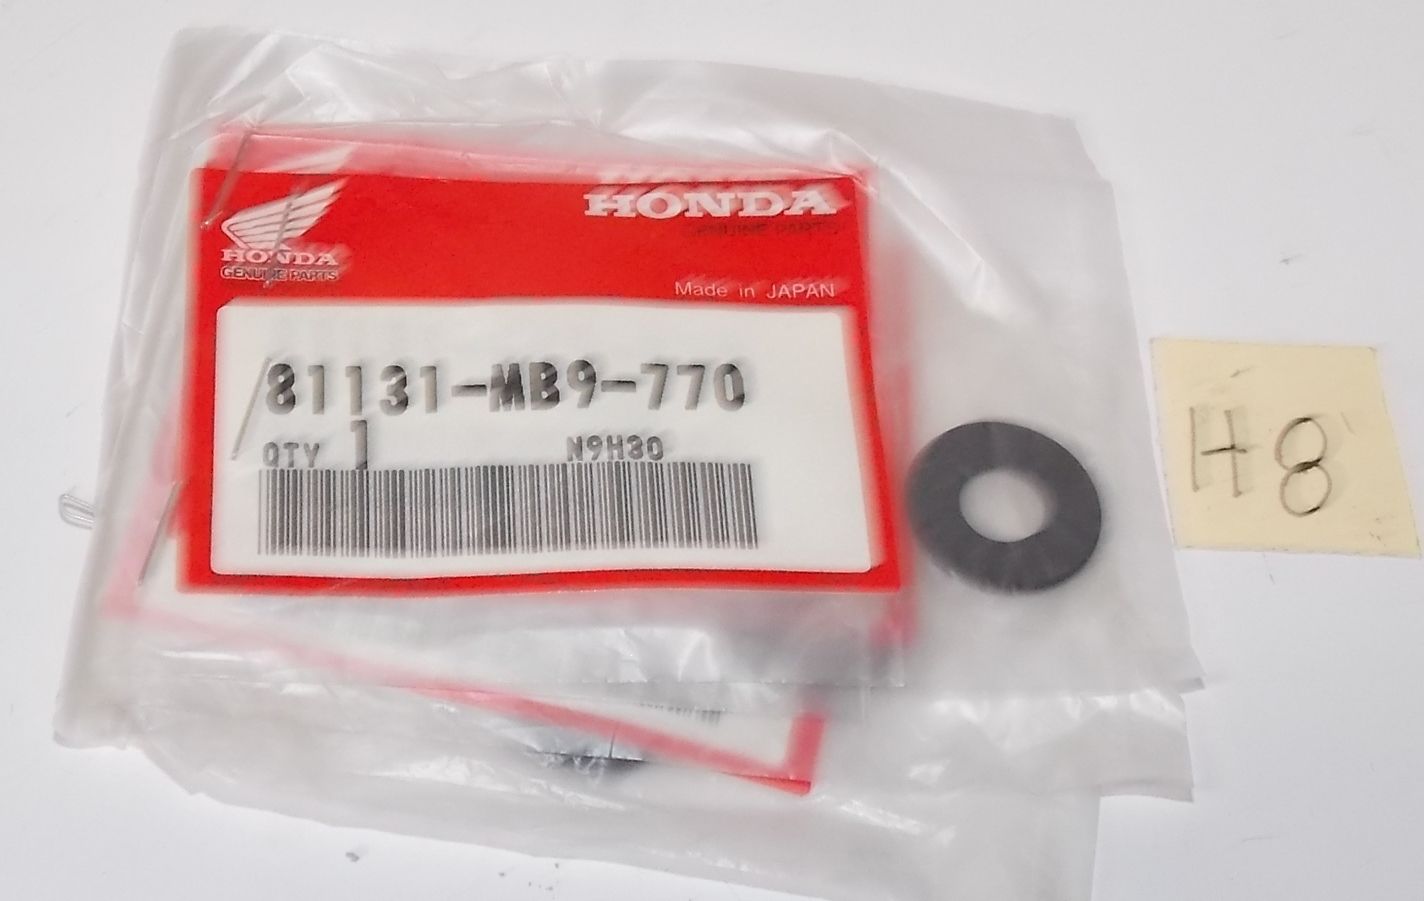 HONDA
GENUINE PARTS
HONDA
GENUINE PARTS
Made in JAPAN
81131-MB9-770
QTY 1 N9H30
H8